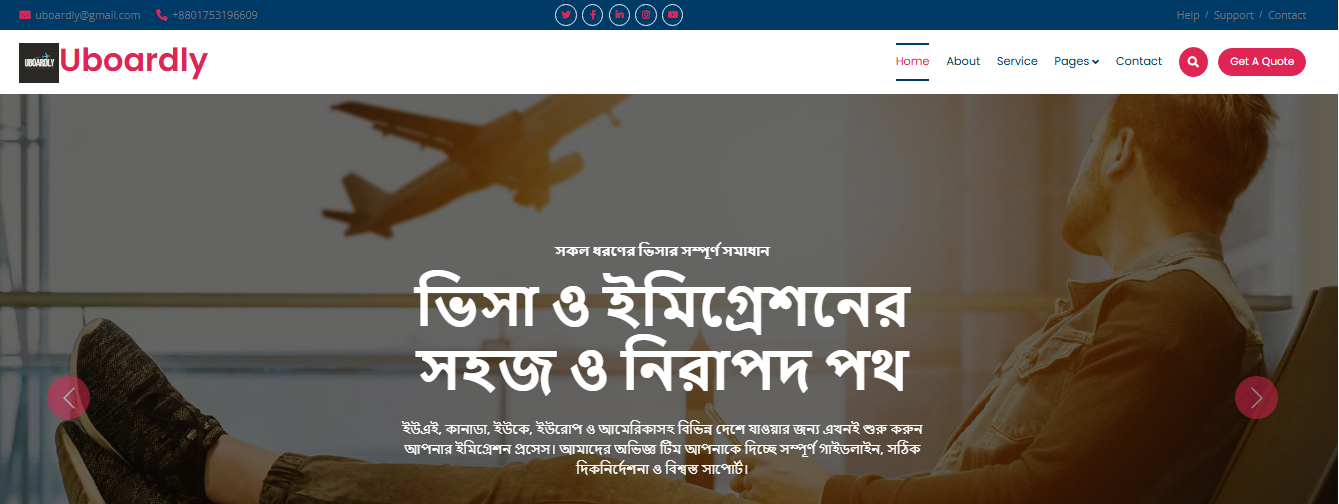 uboardly@gmail.com +8801753196609 Help / Support / Contact
UBOARDLY Uboardly Home About Service Pages Contact Get A Quote
সকল ধরণের ভিসার সম্পূর্ণ সমাধান
ভিসা ও ইমিগ্রেশনের
সহজ ও নিরাপদ পথ
ইউএই, কানাডা, ইউকে, ইউরোপ ও আমেরিকাসহ বিভিন্ন দেশে যাওয়ার জন্য এখনই শুরু করুন
আপনার ইমিগ্রেশন প্রসেস। আমাদের অভিজ্ঞ টিম আপনাকে দিচ্ছে সম্পূর্ণ গাইডলাইন, সঠিক
দিকনির্দেশনা ও বিশ্বস্ত সাপোর্ট।